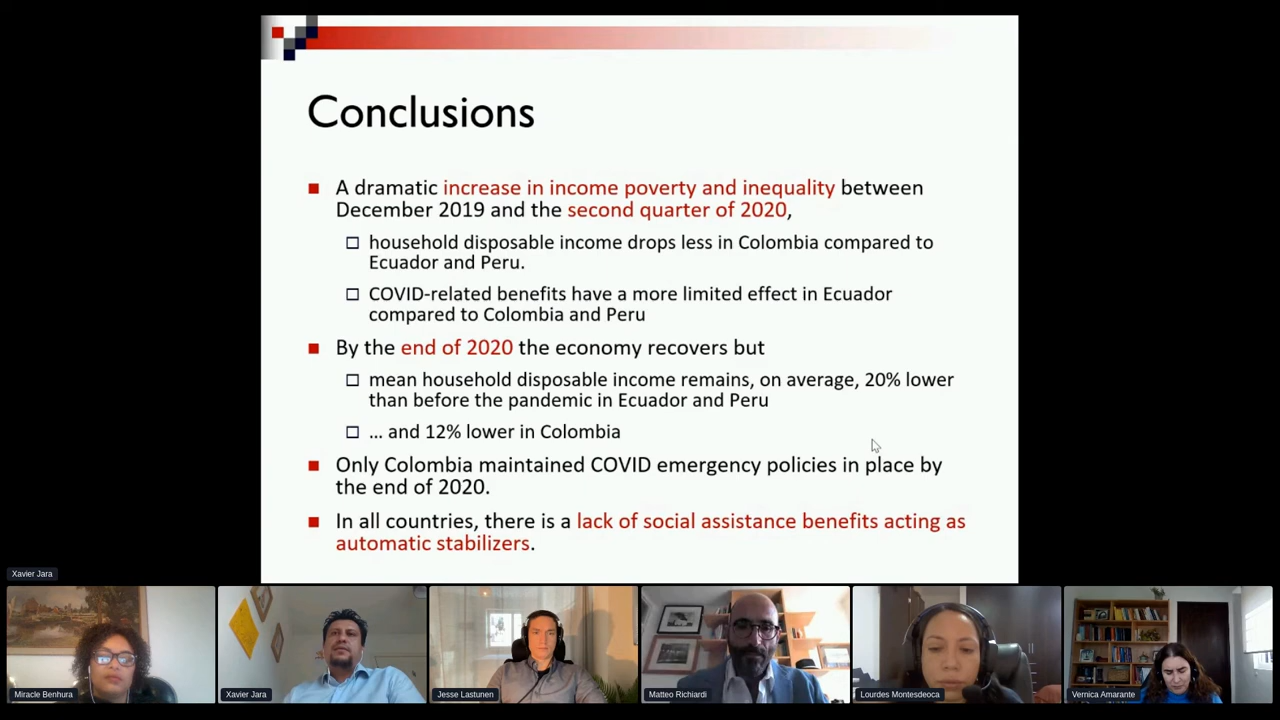 Conclusions
A dramatic increase in income poverty and inequality between
December 2019 and the second quarter of 2020,
household disposable income drops less in Colombia compared to
Ecuador and Peru.
COVID-related benefits have a more limited effect in Ecuador
compared to Colombia and Peru
By the end of 2020 the economy recovers but
mean household disposable income remains, on average, 20% lower
than before the pandemic in Ecuador and Peru
... and 12% lower in Colombia
Only Colombia maintained COVID emergency policies in place by
the end of 2020.
In all countries, there is a lack of social assistance benefits acting as
automatic stabilizers.
Xavier Jara
Miracle Benhura
Xavier Jara
Jesse Lastunen
Matteo Richiardi
Lourdes Montesdeoca
Vernica Amarante